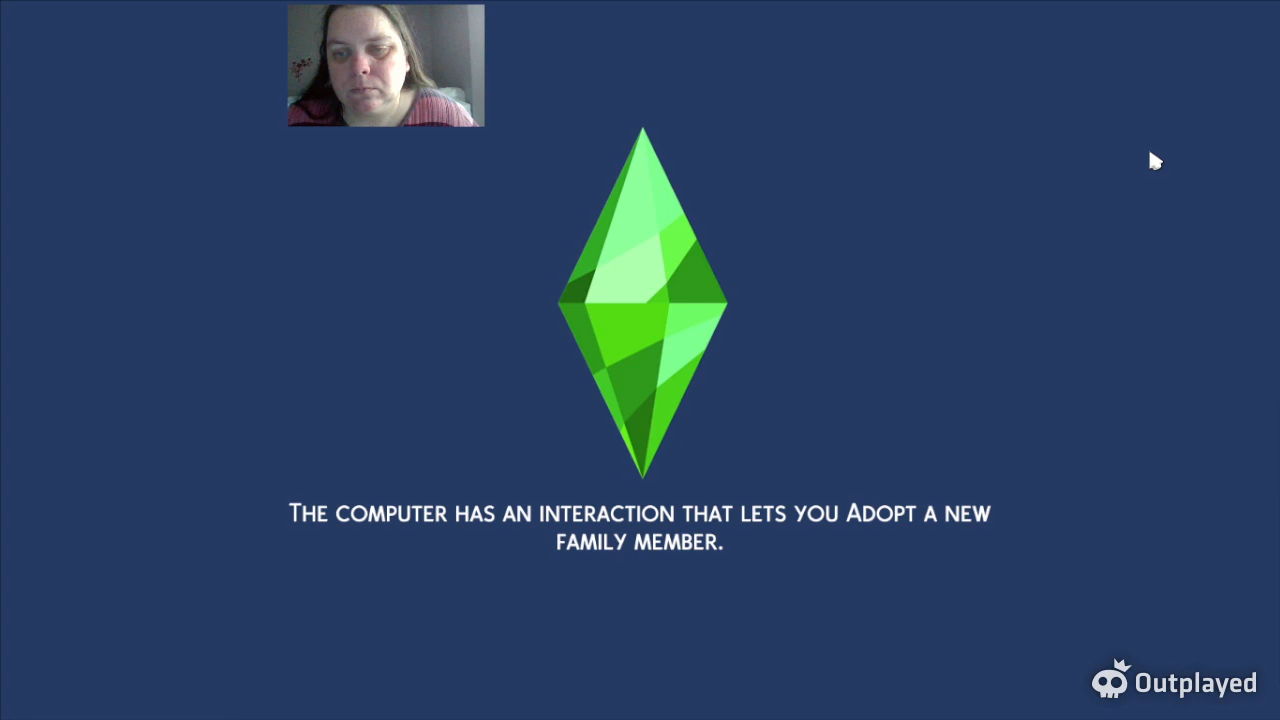 The computer has an interaction that lets you Adopt a new
family member.
Outplayed